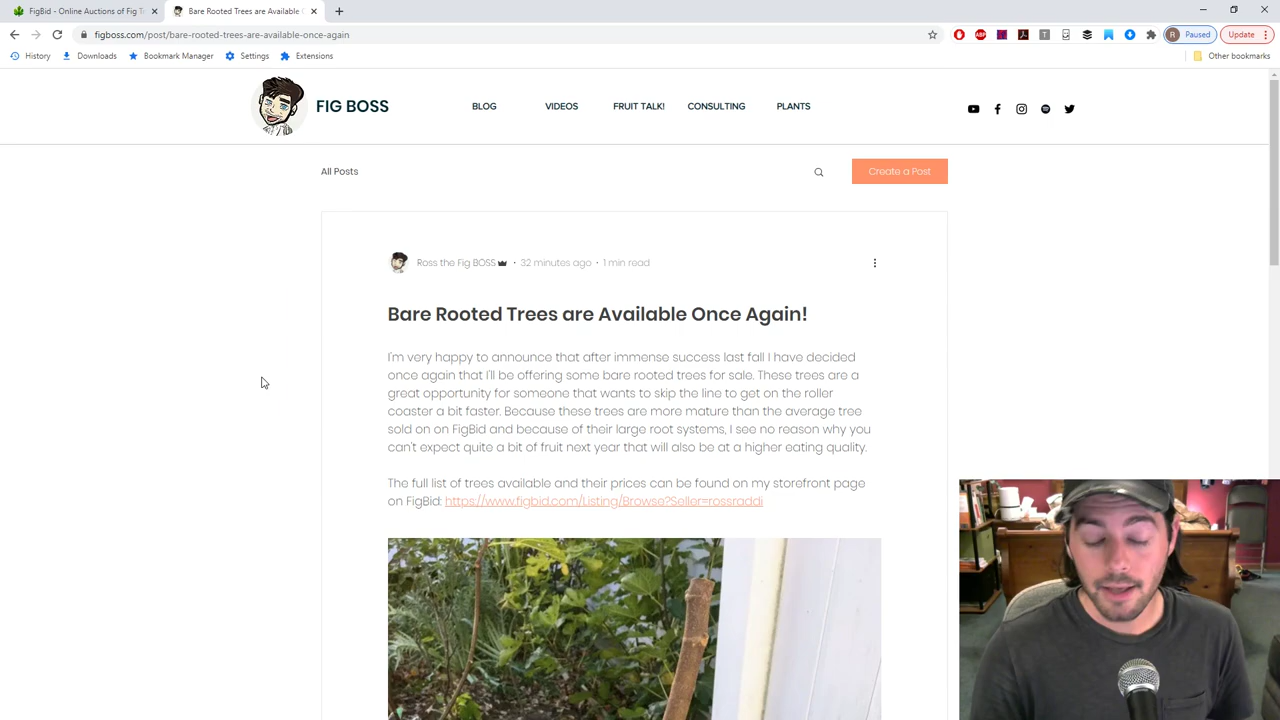 FigBid - Online Auctions of Fig Tr
Bare Rooted Trees are Available
figboss.com/post/bare-rooted-trees-are-available-once-again
R Paused
Update
History
Downloads
Bookmark Manager
Settings
Extensions
Other bookmarks
FIG BOSS
BLOG
VIDEOS
FRUIT TALK!
CONSULTING
PLANTS
All Posts
Create a Post
Ross the Fig BOSS
32 minutes ago
1 min read
Bare Rooted Trees are Available Once Again!
I'm very happy to announce that after immense success last fall I have decided
once again that I'll be offering some bare rooted trees for sale. These trees are a
great opportunity for someone that wants to skip the line to get on the roller
coaster a bit faster. Because these trees are more mature than the average tree
sold on on FigBid and because of their large root systems, I see no reason why you
can't expect quite a bit of fruit next year that will also be at a higher eating quality.
The full list of trees available and their prices can be found on my storefront page
on FigBid: https://www.figbid.com/Listing/Browse?Seller=rossraddi